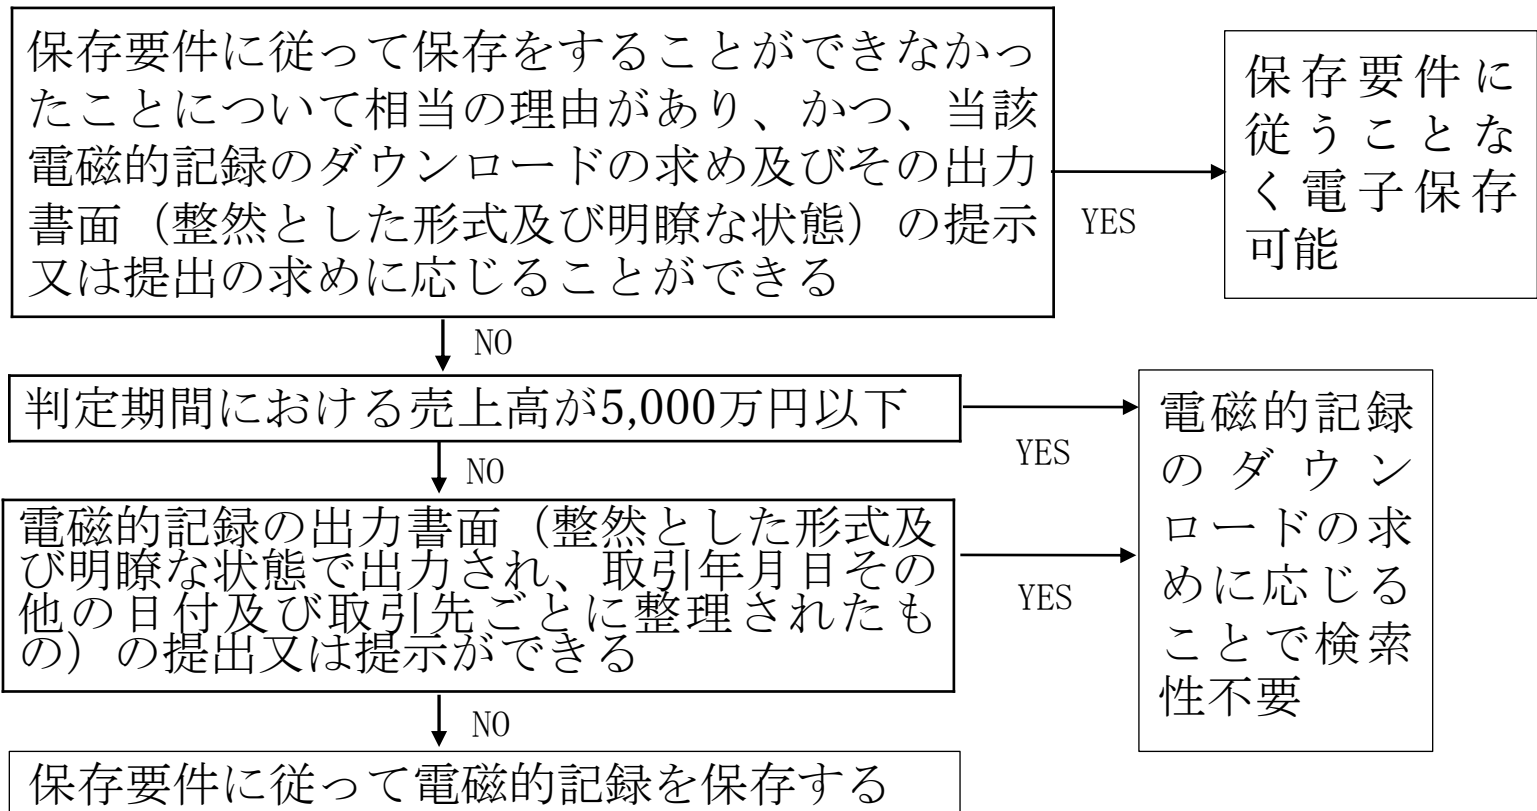 保存要件に従って保存をすることができなかっ
たことについて相当の理由があり、かつ、当該
電磁的記録のダウンロードの求め及びその出力
書面（整然とした形式及び明瞭な状態）の提示
又は提出の求めに応じることができる
YES
保存要件に
従うことな
く電子保存
可能
NO
判定期間における売上高が5,000万円以下
YES
電磁的記録
のダウン
ロードの求
めに応じる
ことで検索
性不要
NO
電磁的記録の出力書面（整然とした形式及
び明瞭な状態で出力され、取引年月日その
他の日付及び取引先ごとに整理されたも
の）の提出又は提示ができる
YES
NO
保存要件に従って電磁的記録を保存する